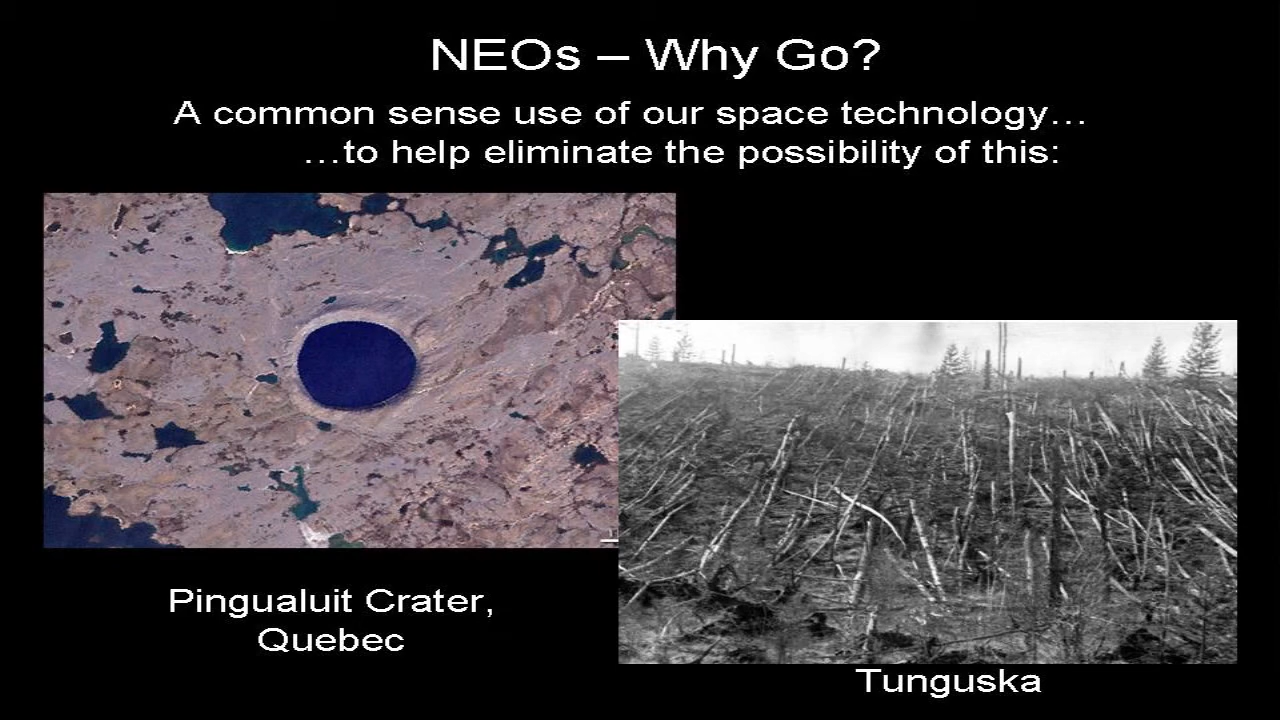 NEOs – Why Go?
A common sense use of our space technology…
…to help eliminate the possibility of this:
Pingualuit Crater,
Quebec
Tunguska